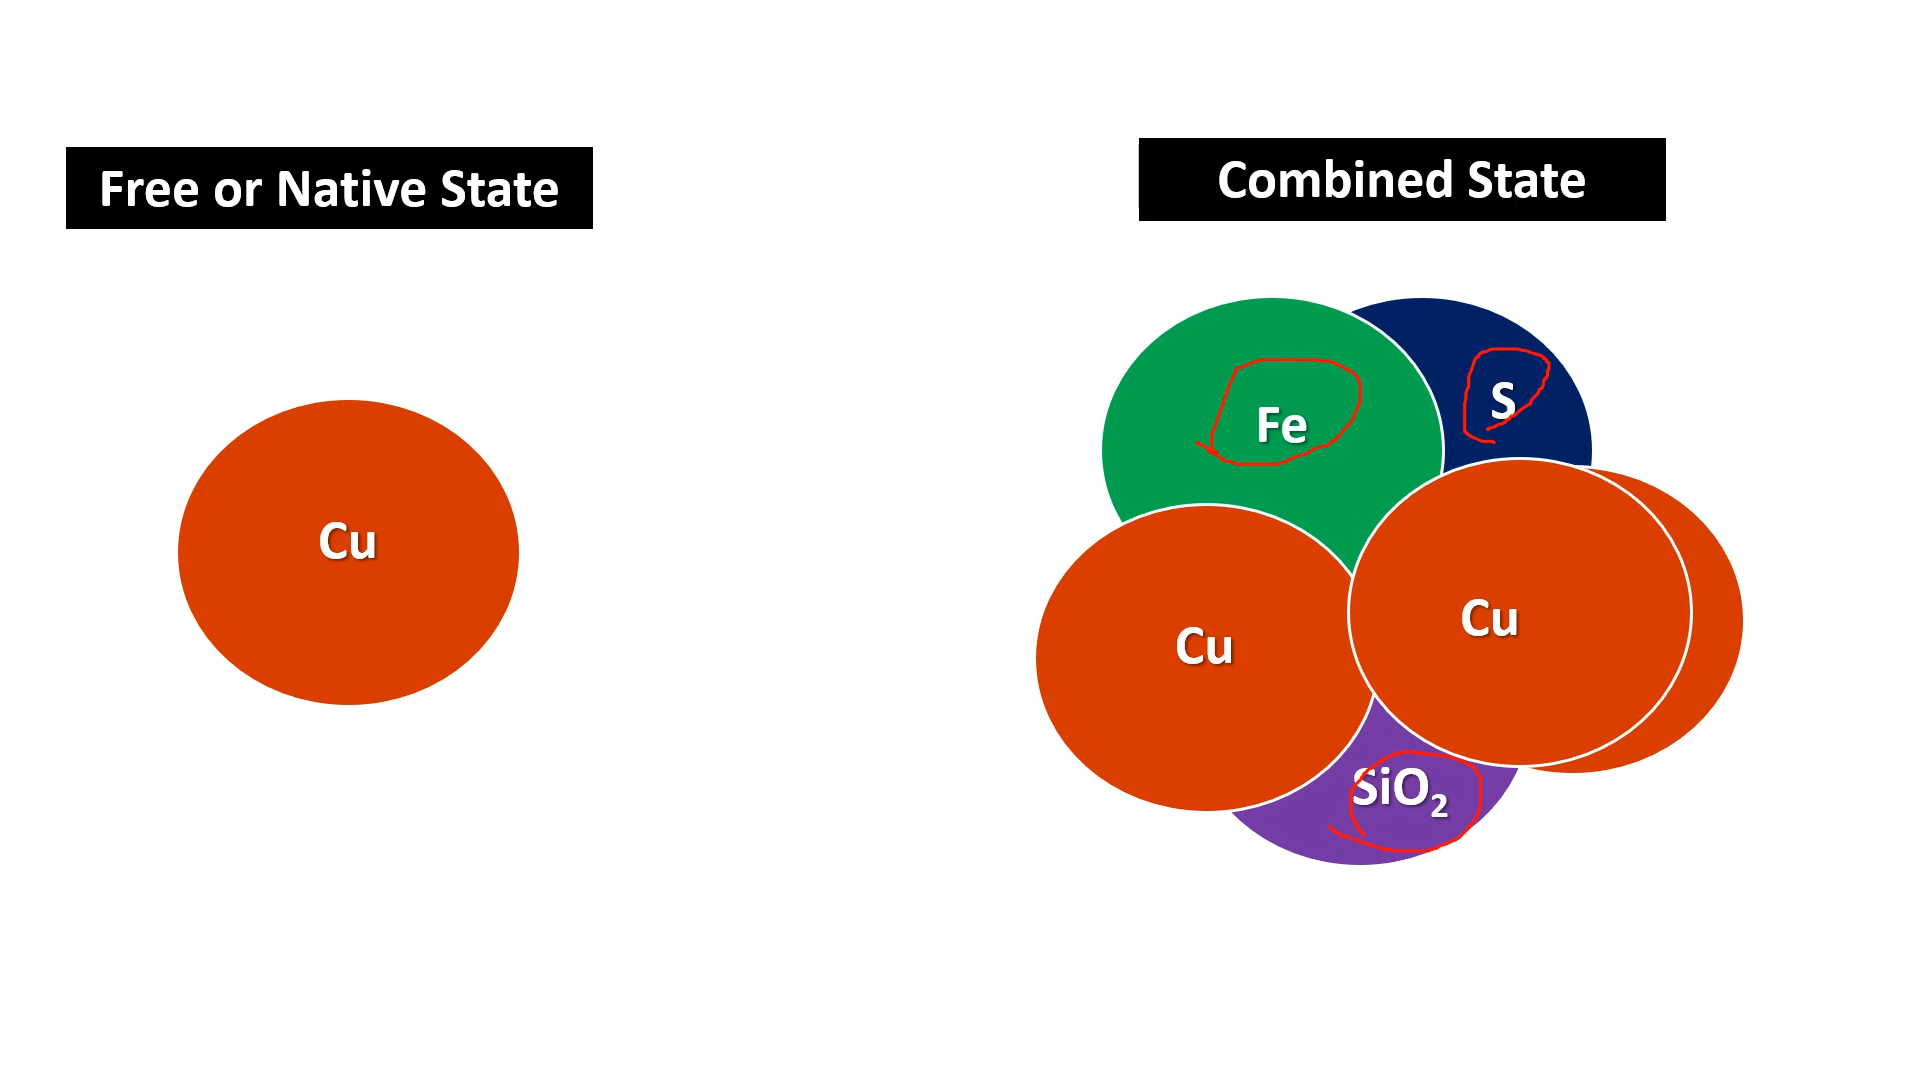 Free or Native State
Combined State
Cu
Fe
S
Cu
Cu
SiO₂